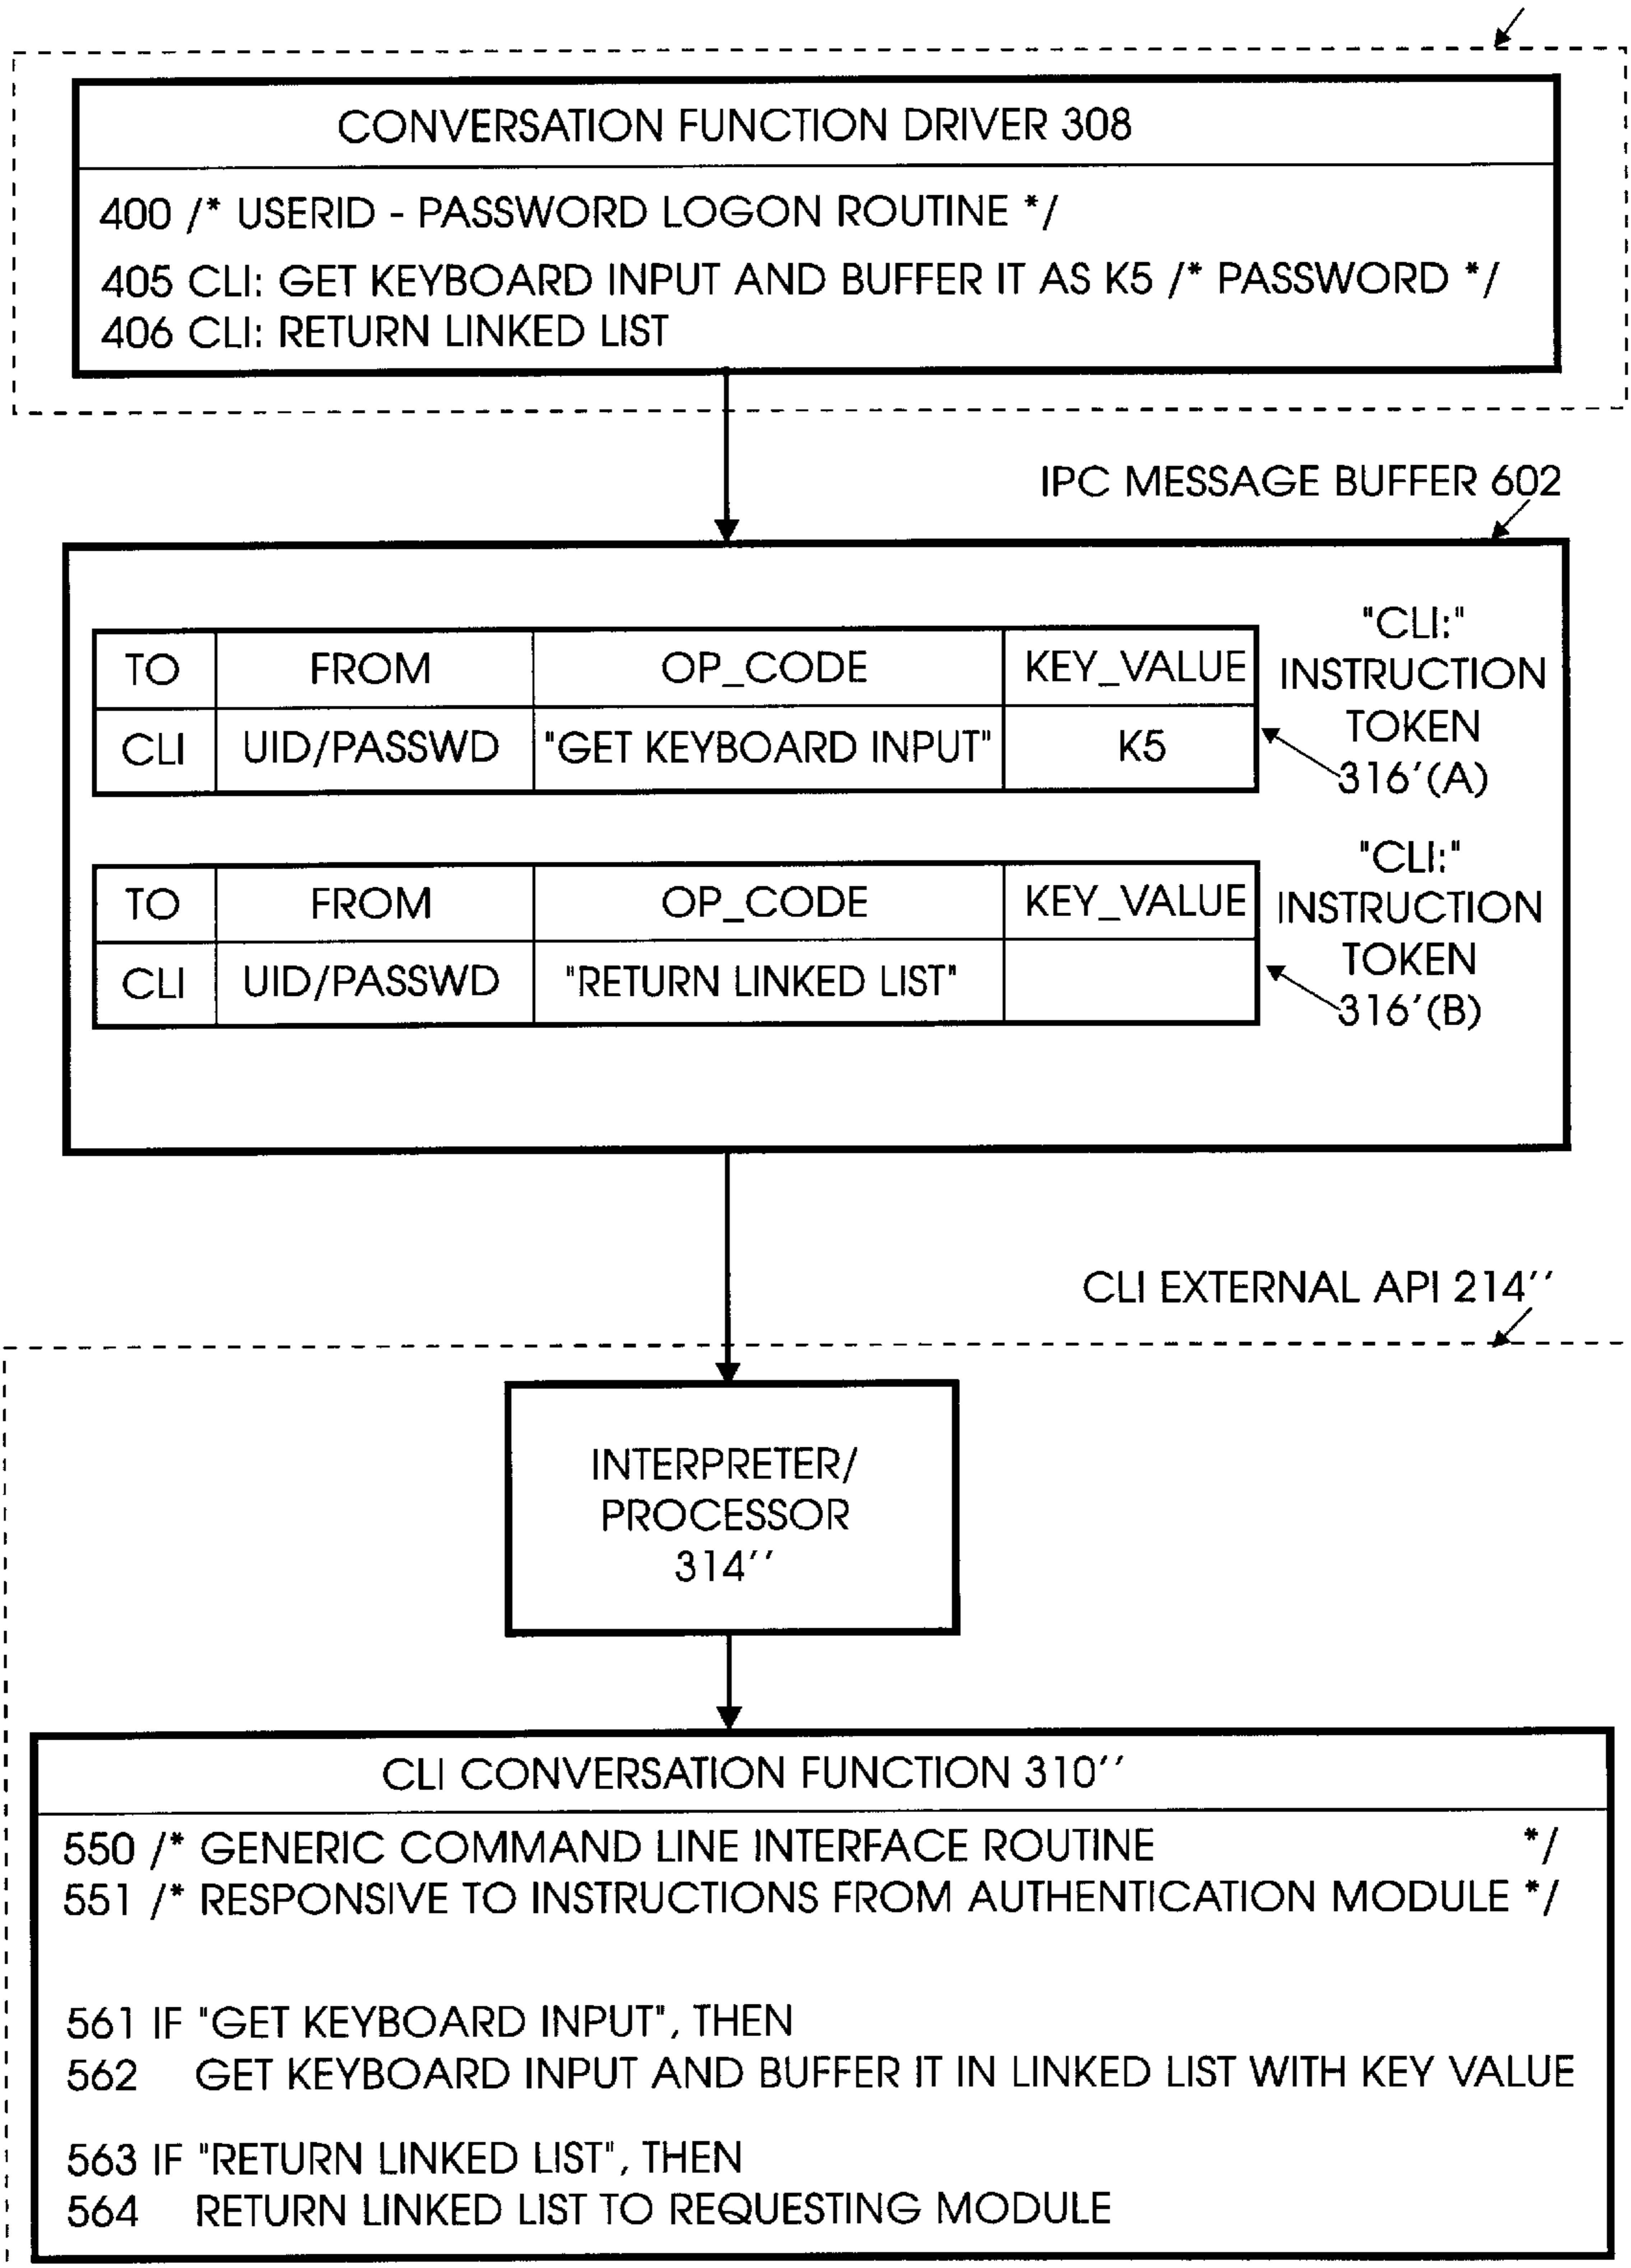 CONVERSATION FUNCTION DRIVER 308
400 /* USERID - PASSWORD LOGON ROUTINE */
405 CLI: GET KEYBOARD INPUT AND BUFFER IT AS K5 /* PASSWORD */
406 CLI: RETURN LINKED LIST
IPC MESSAGE BUFFER 602
TO FROM OP_CODE KEY_VALUE
CLI UID/PASSWD "GET KEYBOARD INPUT" K5
"CLI:"
INSTRUCTION
TOKEN
316'(A)
TO FROM OP_CODE KEY_VALUE
CLI UID/PASSWD "RETURN LINKED LIST"
"CLI:"
INSTRUCTION
TOKEN
316'(B)
CLI EXTERNAL API 214''
INTERPRETER/
PROCESSOR
314''
CLI CONVERSATION FUNCTION 310''
550 /* GENERIC COMMAND LINE INTERFACE ROUTINE */
551 /* RESPONSIVE TO INSTRUCTIONS FROM AUTHENTICATION MODULE */
561 IF "GET KEYBOARD INPUT", THEN
562 GET KEYBOARD INPUT AND BUFFER IT IN LINKED LIST WITH KEY VALUE
563 IF "RETURN LINKED LIST", THEN
564 RETURN LINKED LIST TO REQUESTING MODULE